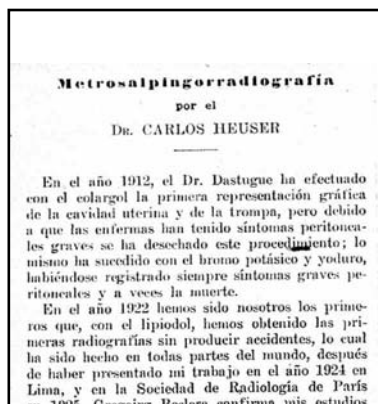 Metrosalpingorradiografía
por el
DR. CARLOS HEUSER
En el año 1912, el Dr. Dastugue ha efectuado
con el colargol la primera representación gráfica
de la cavidad uterina y de la trompa, pero debido
a que las enfermas han tenido síntomas peritonea-
les graves se ha desechado este procedimiento; lo
mismo ha sucedido con el bromo potásico y yoduro,
habiéndose registrado siempre síntomas graves pe-
ritoneales y a veces la muerte.
En el año 1922 hemos sido nosotros los prime-
ros que, con el lipiodol, hemos obtenido las pri-
meras radiografías sin producir accidentes, lo cual
ha sido hecho en todas partes del mundo, después
de haber presentado mi trabajo en el año 1924 en
Lima, y en la Sociedad de Radiología de París
confirma mis estudios